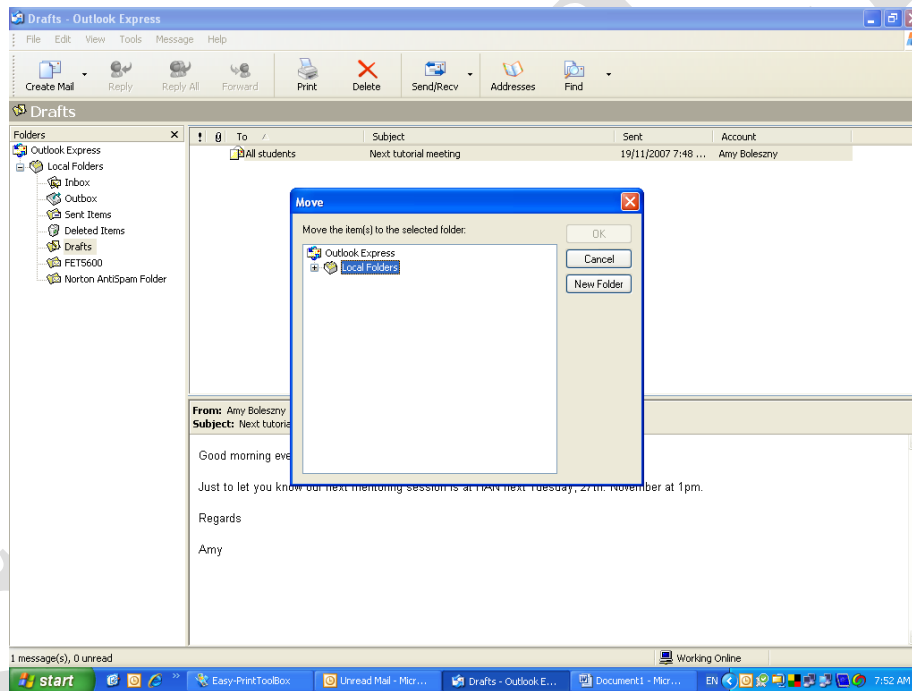 Drafts - Outlook Express
File Edit View Tools Message Help
Create Mail Reply Reply All Forward Print Delete Send/Recv Addresses Find
Drafts
Folders X
Outlook Express
Local Folders
Inbox
Outbox
Sent Items
Deleted Items
Drafts
FET5600
Norton AntiSpam Folder
! To Subject Sent Account
All students Next tutorial meeting 19/11/2007 7:48 ... Amy Boleszny
Move
Move the item(s) to the selected folder:
Outlook Express
Local Folders
OK
Cancel
New Folder
From: Amy Boleszny
Subject: Next tutoria
Good morning eve
Just to let you know our next mentoring session is at next Tuesday, 27th. November at 1pm.
Regards
Amy
1 message(s), 0 unread Working Online
start Easy-PrintToolBox Unread Mail - Micr... Drafts - Outlook E... Document1 - Micr... EN 7:52 AM